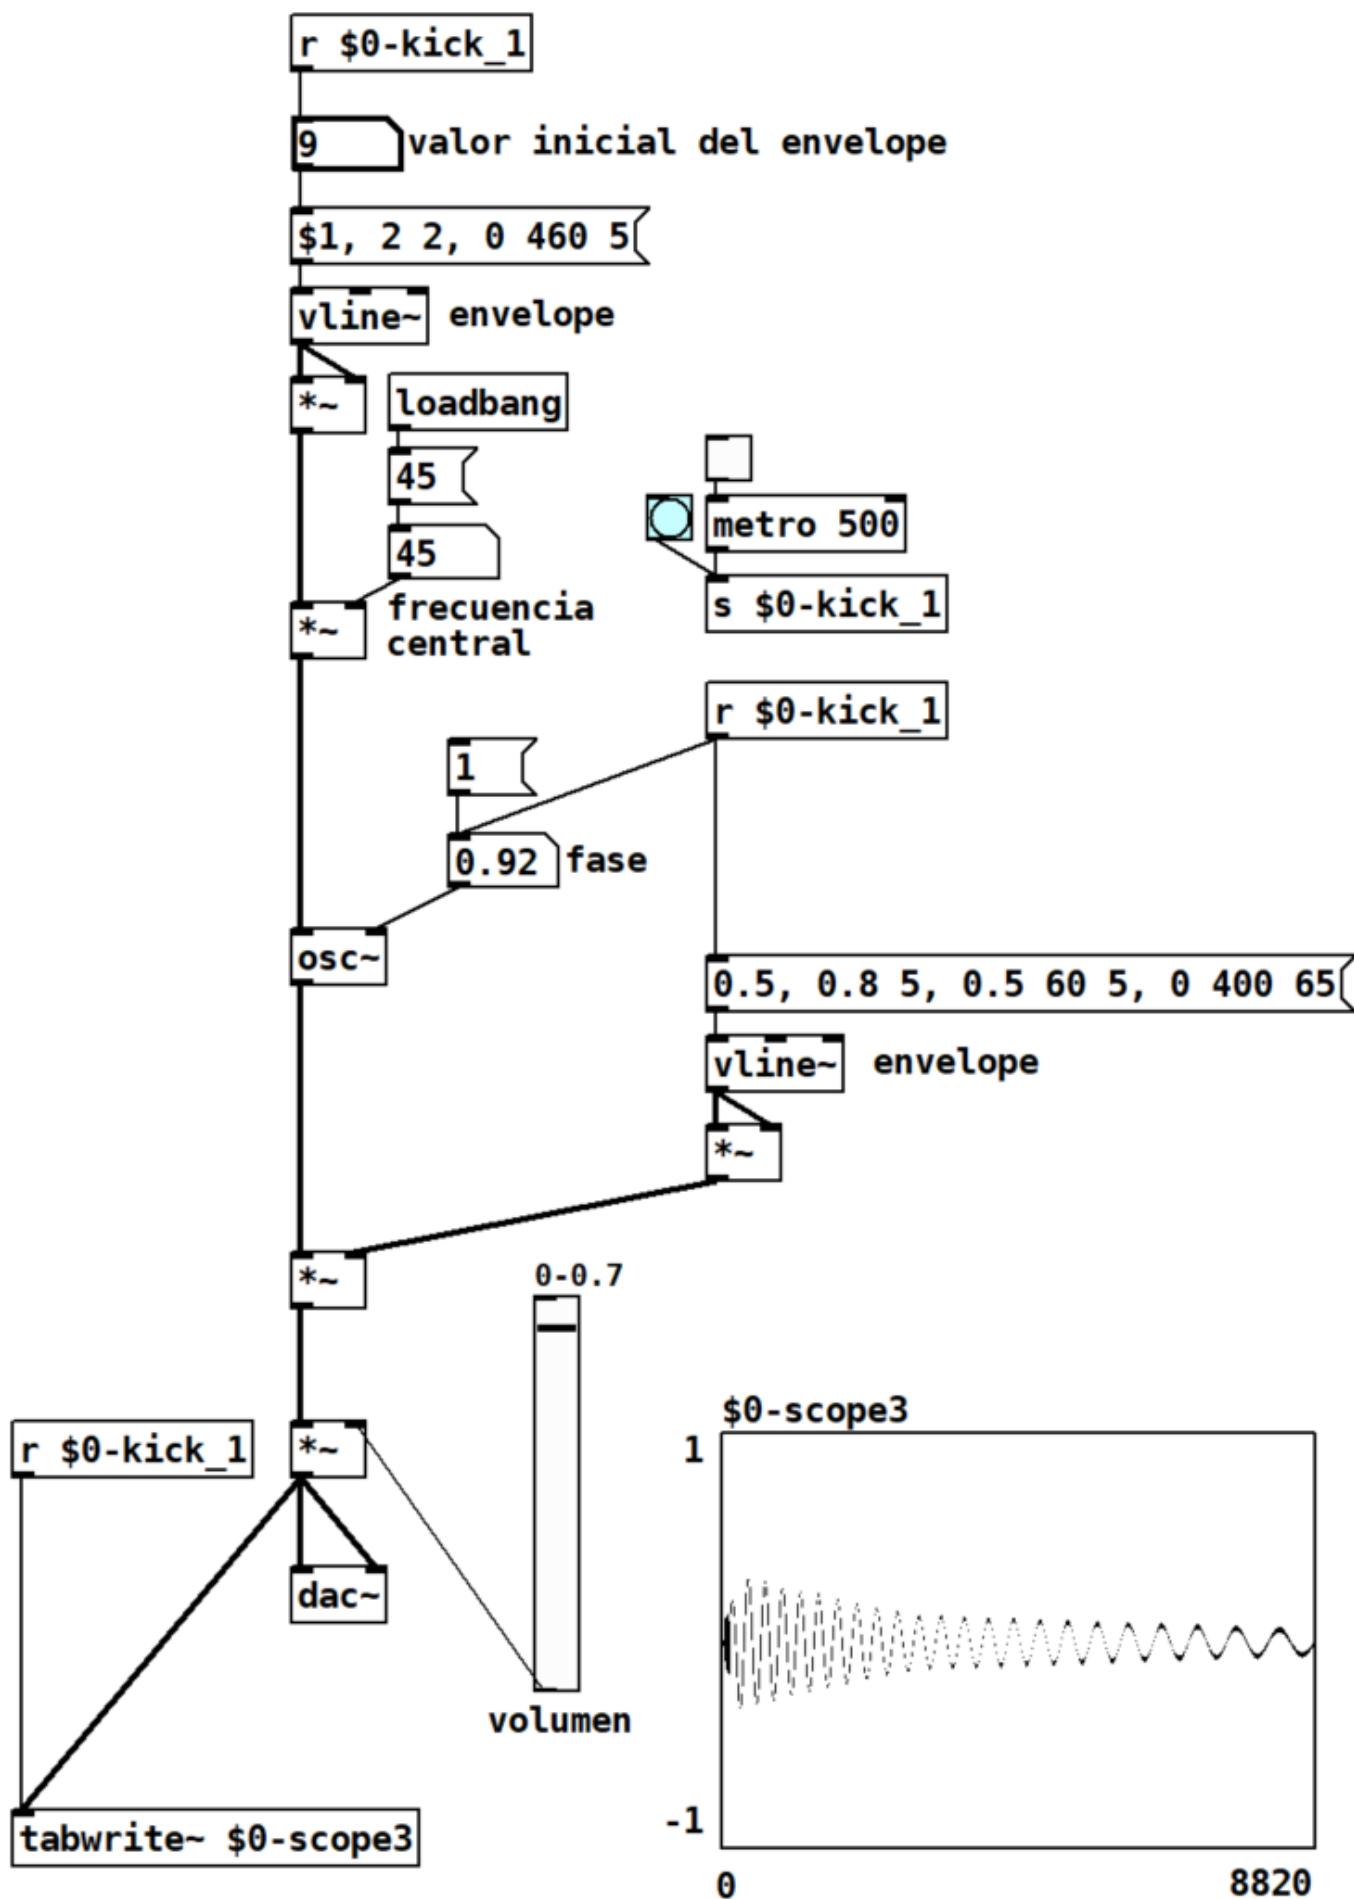 r $0-kick_1
9
valor inicial del envelope
$1, 2 2, 0 460 5
vline~
envelope
*~
loadbang
45
45
*~
frecuencia
central
metro 500
s $0-kick_1
r $0-kick_1
1
0.92
fase
osc~
0.5, 0.8 5, 0.5 60 5, 0 400 65
vline~
envelope
*~
*~
0-0.7
r $0-kick_1
*~
dac~
volumen
tabwrite~ $0-scope3
$0-scope3
1
-1
0
8820